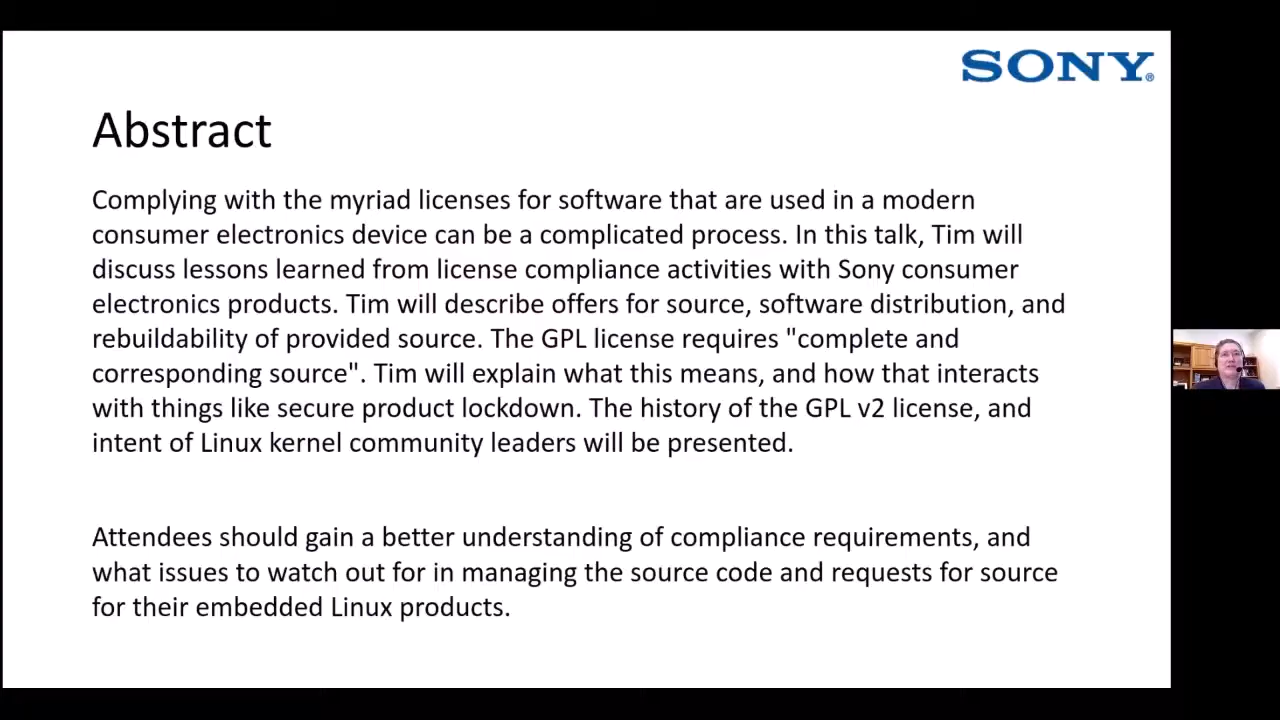 SONY
Abstract
Complying with the myriad licenses for software that are used in a modern
consumer electronics device can be a complicated process. In this talk, Tim will
discuss lessons learned from license compliance activities with Sony consumer
electronics products. Tim will describe offers for source, software distribution, and
rebuildability of provided source. The GPL license requires "complete and
corresponding source". Tim will explain what this means, and how that interacts
with things like secure product lockdown. The history of the GPL v2 license, and
intent of Linux kernel community leaders will be presented.
Attendees should gain a better understanding of compliance requirements, and
what issues to watch out for in managing the source code and requests for source
for their embedded Linux products.